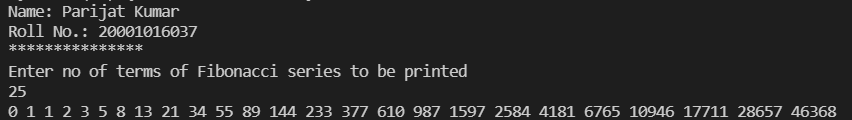 Name: Parijat Kumar
Roll No.: 20001016037
***************
Enter no of terms of Fibonacci series to be printed
25
0 1 1 2 3 5 8 13 21 34 55 89 144 233 377 610 987 1597 2584 4181 6765 10946 17711 28657 46368